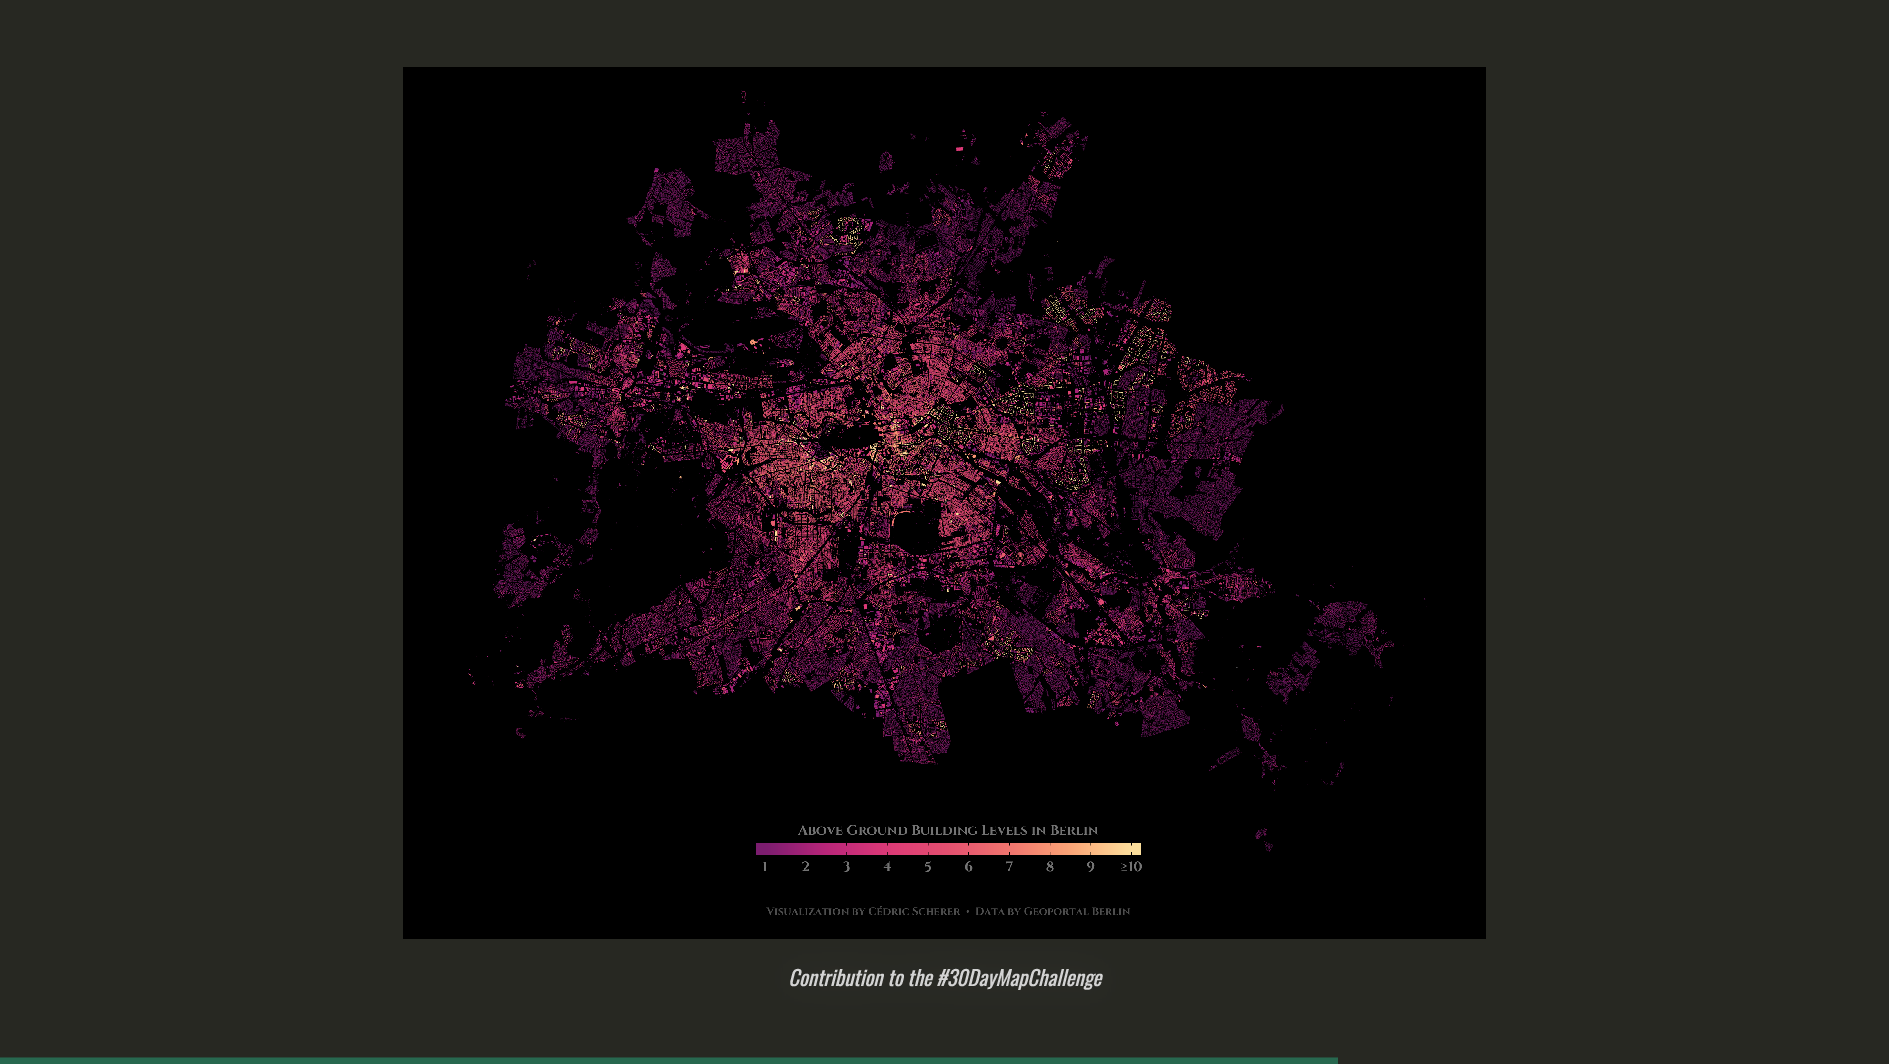 Above Ground Building Levels in Berlin
1 2 3 4 5 6 7 8 9 ≥10
Visualization by Cédric Scherer • Data by Geoportal Berlin
Contribution to the #30DayMapChallenge